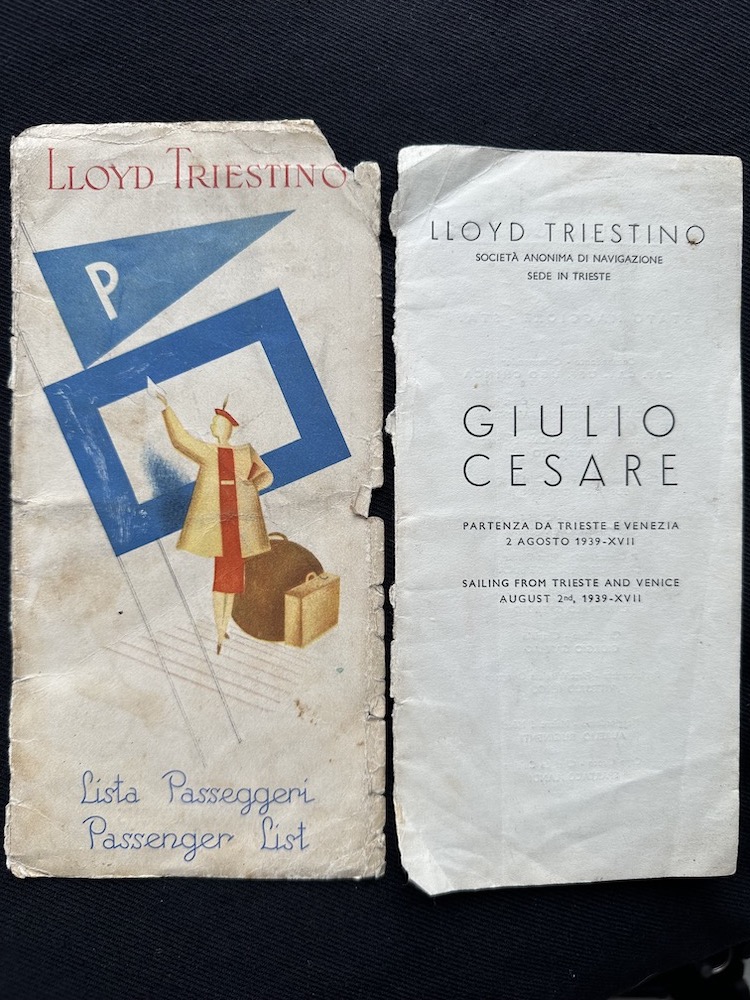 LLOYD TRIESTINO
P
Lista Passeggeri
Passenger List
LLOYD TRIESTINO
SOCIETÀ ANONIMA DI NAVIGAZIONE
SEDE IN TRIESTE
GIULIO
CESARE
PARTENZA DA TRIESTE E VENEZIA
2 AGOSTO 1939-XVII
SAILING FROM TRIESTE AND VENICE
AUGUST 2nd, 1939-XVII